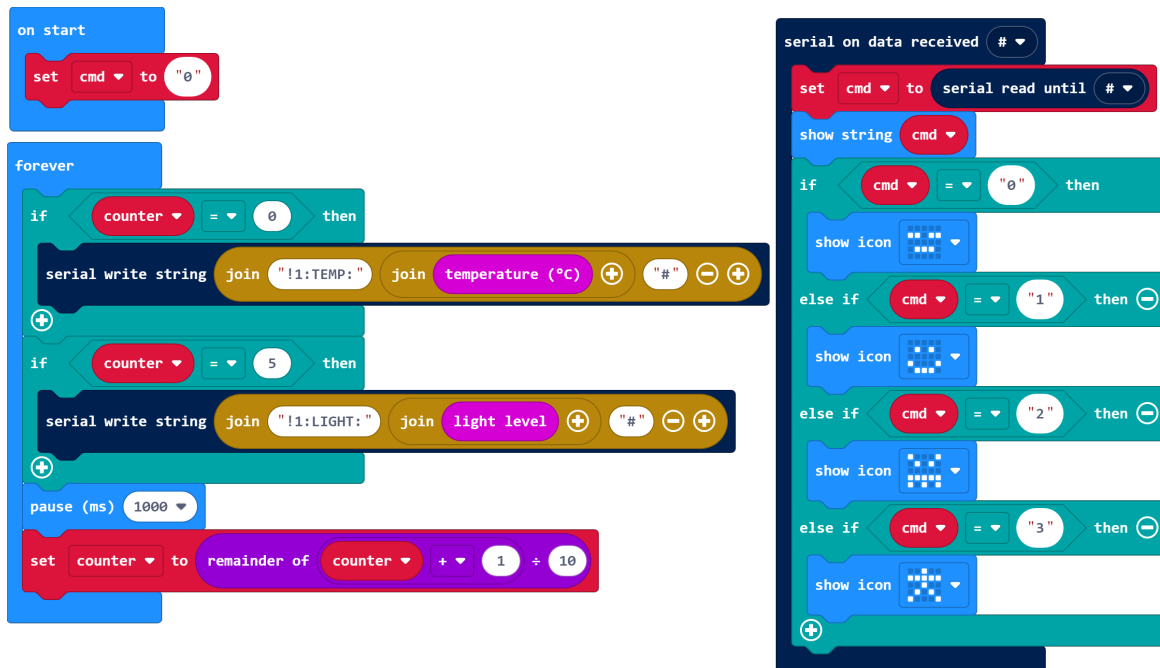 on start
set cmd to "0"
forever
if counter = 0 then
serial write string join "!1:TEMP:" join temperature (°C) "#"
if counter = 5 then
serial write string join "!1:LIGHT:" join light level "#"
pause (ms) 1000
set counter to remainder of counter + 1 ÷ 10
serial on data received #
set cmd to serial read until #
show string cmd
if cmd = "0" then
show icon
else if cmd = "1" then
show icon
else if cmd = "2" then
show icon
else if cmd = "3" then
show icon